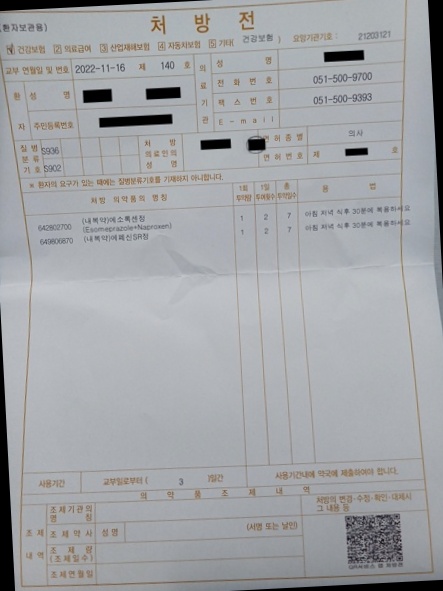 (환자보관용)
처 방 전
1 건강보험 2 의료급여 3 산업재해보험 4 자동차보험 5 기타( 건강보험 ) 요양기관기호 : 21203121
교부 연월일 및 번호 2022-11-16 제 140 호
의료기관
성 명
전 화 번 호 051-500-9700
팩 스 번 호 051-500-9393
E - m a i l
환자
성 명
주민등록번호
질 병 분 류 기 호
S936
S902
처 방 의료인의 성 명
면 허 종 별 의사
면 허 번 호 제 호
※ 환자의 요구가 있는 때에는 질병분류기호를 기재하지 아니합니다.
처방 의약품의 명칭 1회 투약량 1일 투여횟수 총 투약일수 용 법
642802700 (내복약)에소록센정 1 2 7 아침 저녁 식후 30분에 복용하세요
(Esomeprazole+Naproxen)
649806870 (내복약)에페신SR정 1 2 7 아침 저녁 식후 30분에 복용하세요
사용기간 교부일로부터 ( 3 )일간 사용기간내에 약국에 제출하여야 합니다.
의 약 품 조 제 내 역
조 제 내 역
조제기관의 명 칭
처방의 변경·수정·확인·대체시 그 내용 등
조 제 약 사 성 명 (서명 또는 날인)
조 제 량 (조제일수)
조제연월일